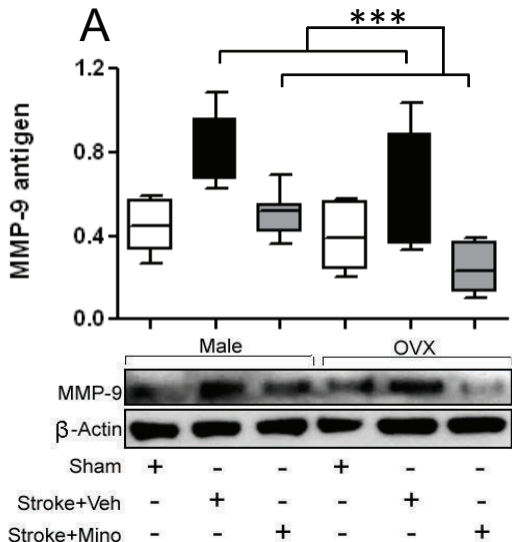 A
***
MMP-9 antigen
1.2
0.8
0.4
0.0
Male OVX
MMP-9
β-Actin
Sham + - - + - -
Stroke+Veh - + - - + -
Stroke+Mino - - + - - +